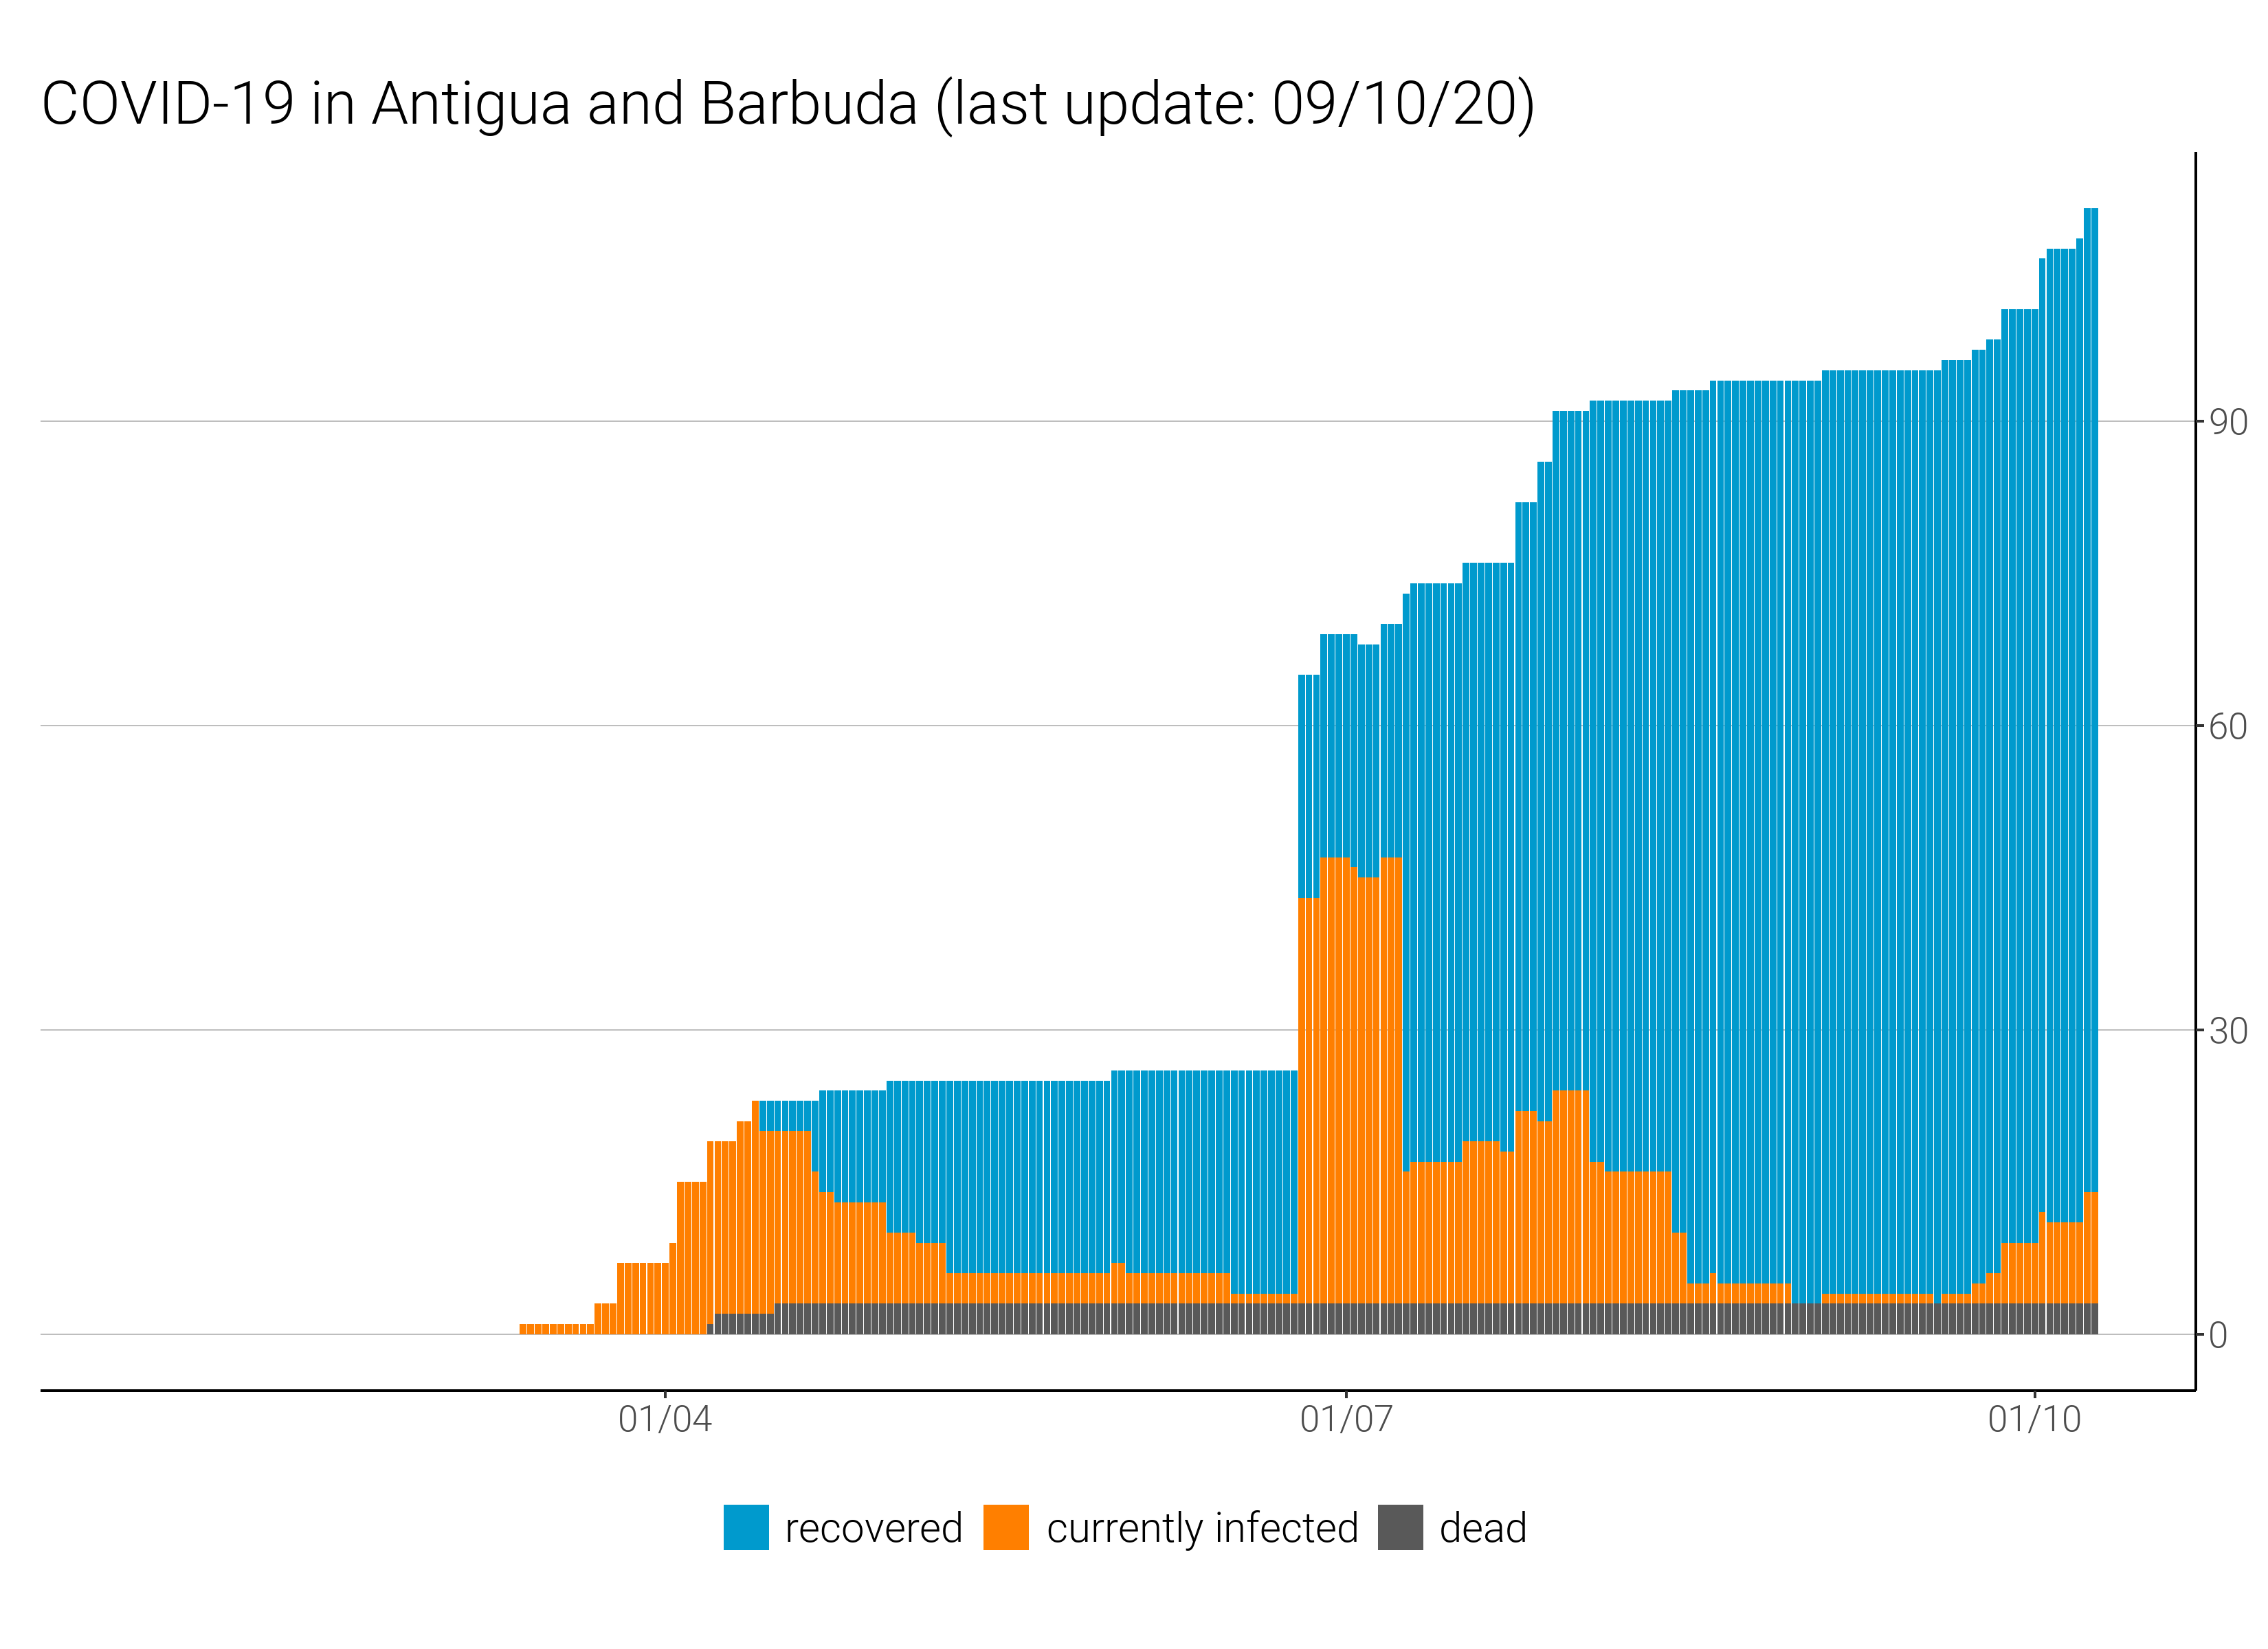 COVID-19 in Antigua and Barbuda (last update: 09/10/20)
90
60
30
0
01/04 01/07 01/10
recovered currently infected dead